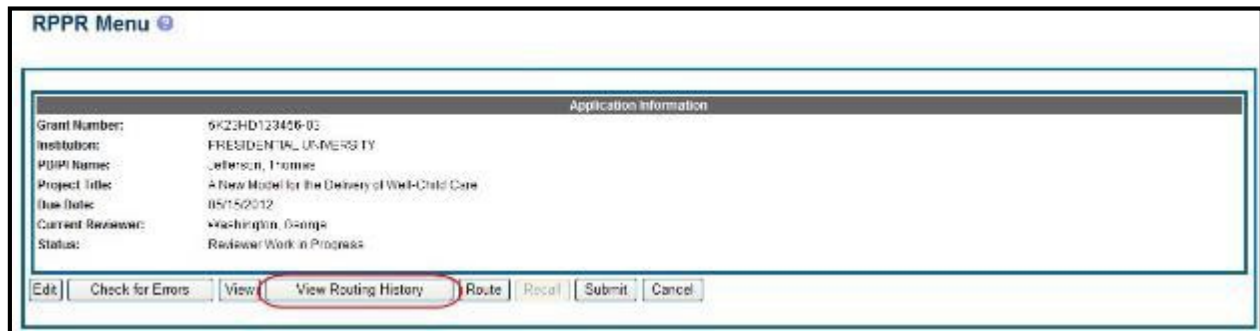 RPPR Menu ?
Application Information
Grant Number: 5K23HD123456-03
Institution: PRESIDENTIAL UNIVERSITY
PD/PI Name: Jefferson, Thomas
Project Title: A New Model for the Delivery of Well-Child Care
Due Date: 05/15/2012
Current Reviewer: Washington, George
Status: Reviewer Work in Progress
Edit Check for Errors View View Routing History Route Recall Submit Cancel